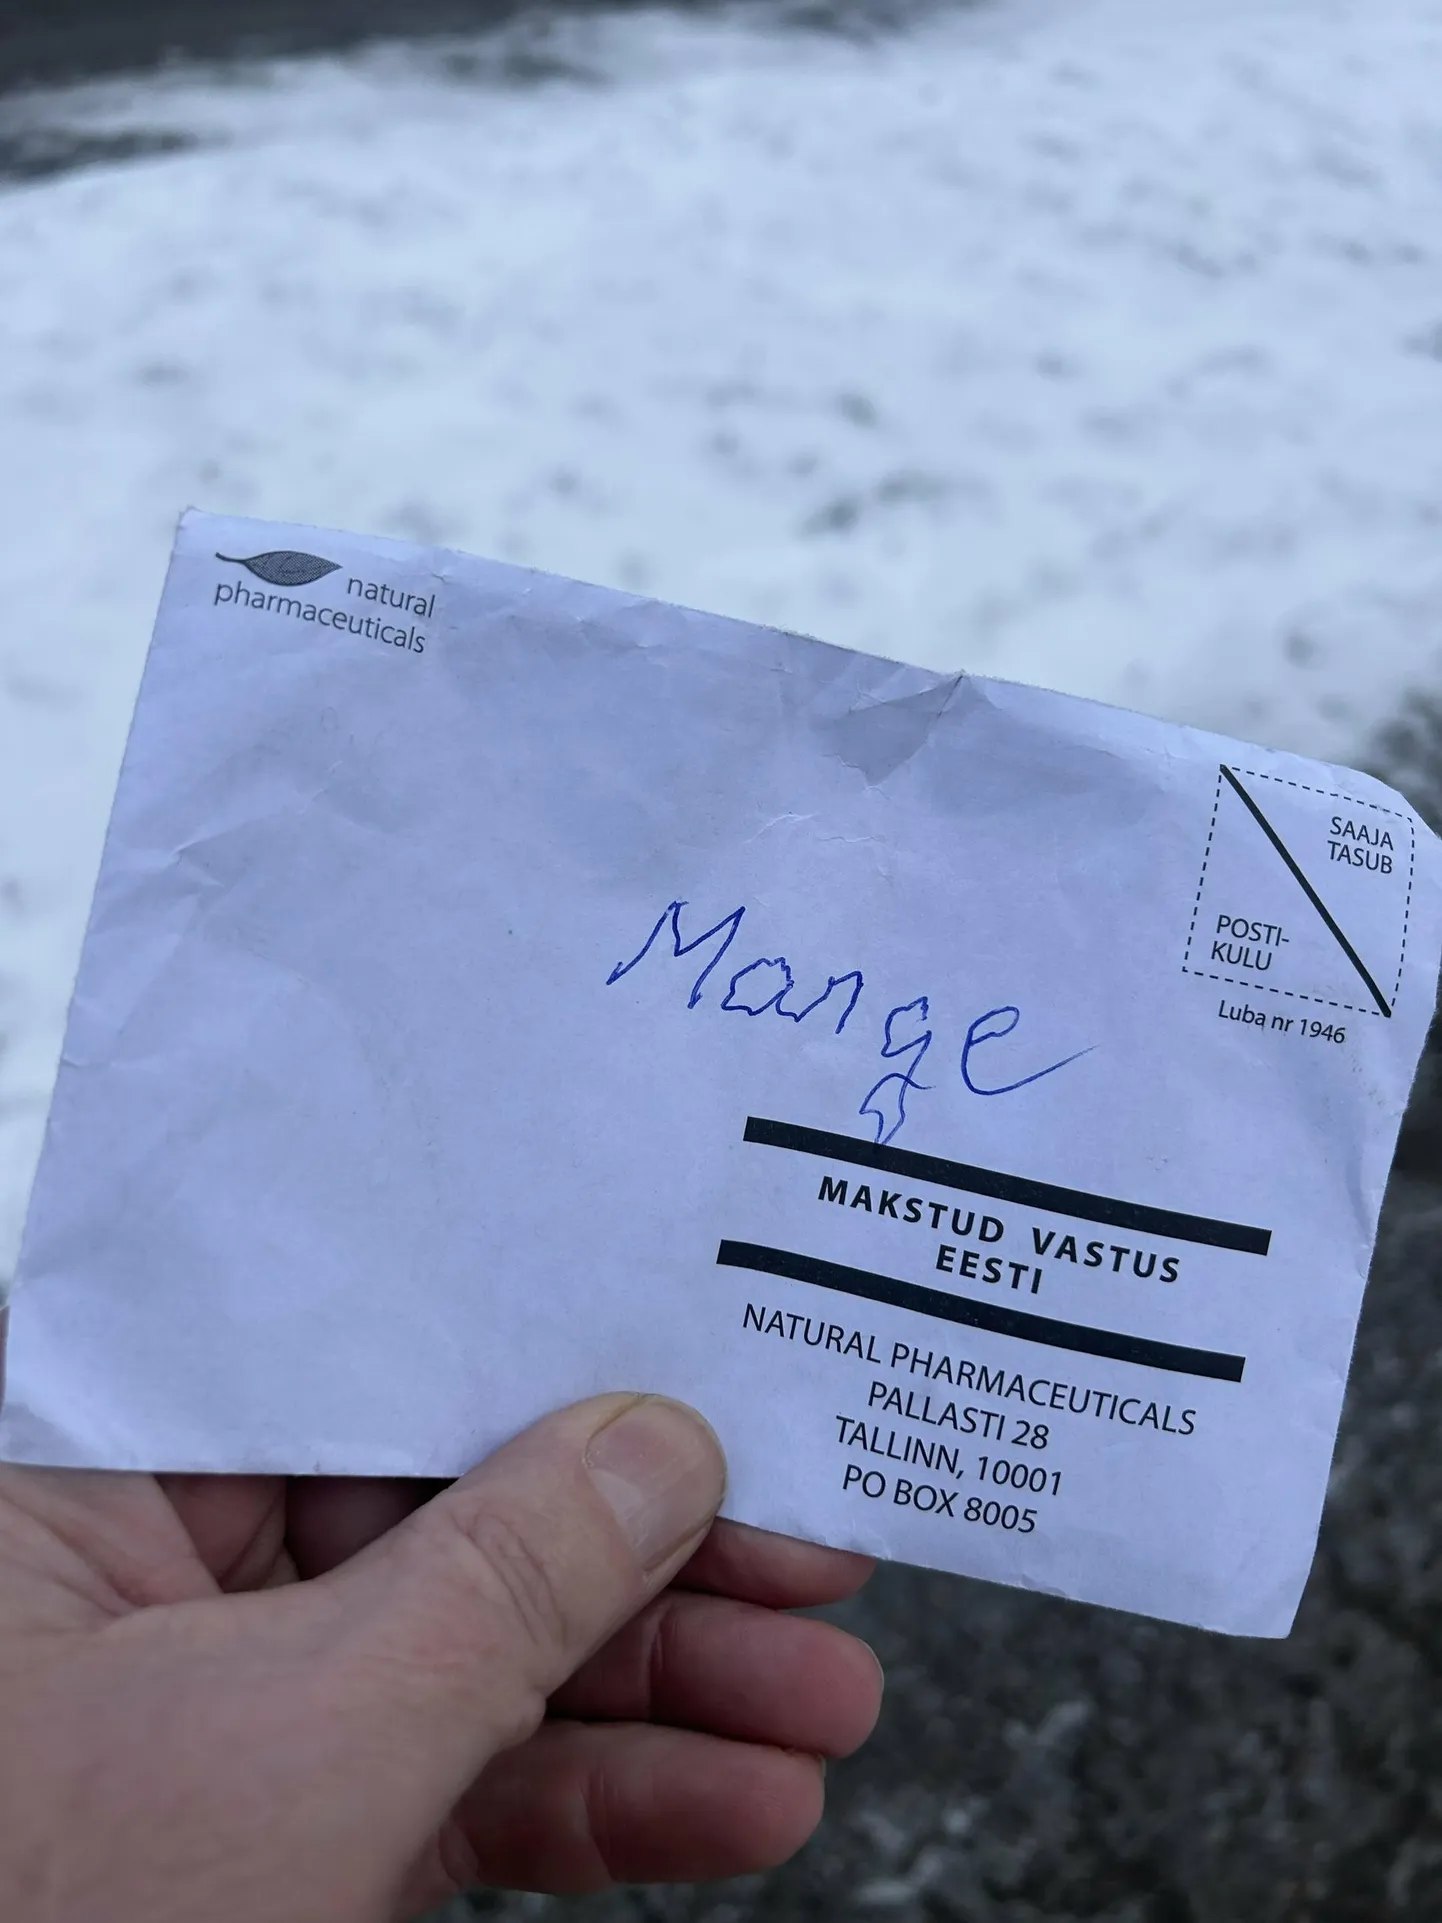 natural
pharmaceuticals
SAAJA
TASUB
POSTI-
KULU
Luba nr 1946
Marge
MAKSTUD VASTUS
EESTI
NATURAL PHARMACEUTICALS
PALLASTI 28
TALLINN, 10001
PO BOX 8005